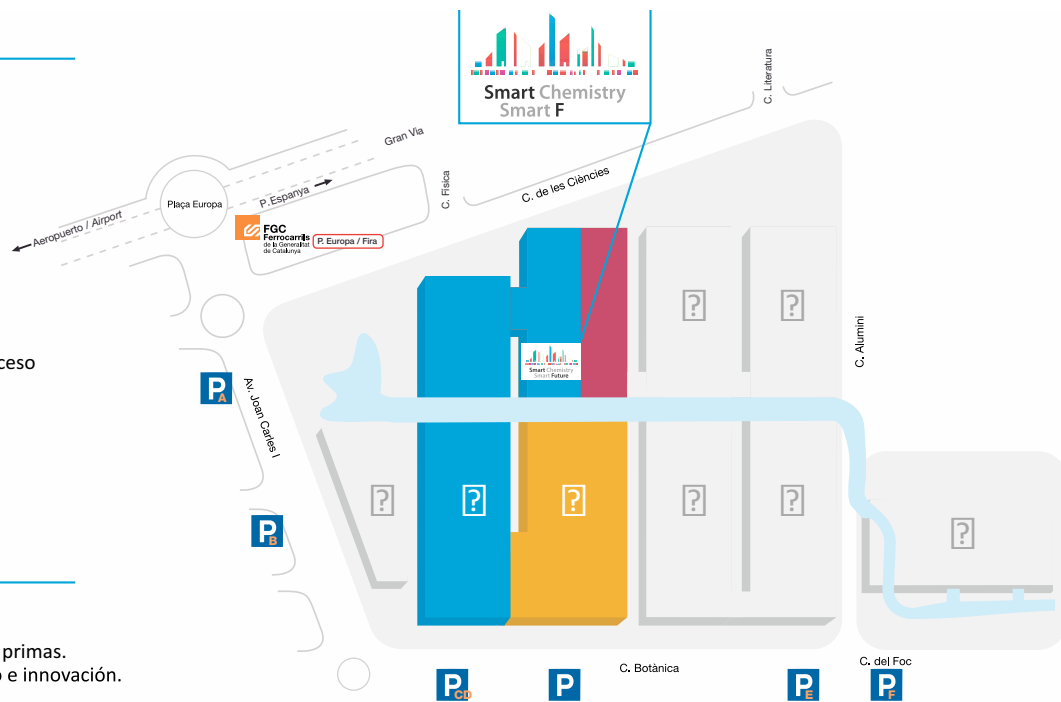 Smart Chemistry
Smart F
C. Literatura
Gran Via
C. Física
C. de les Ciències
Plaça Europa
P. Espanya
Aeropuerto / Airport
FGC
Ferrocarrils
de la Generalitat
de Catalunya
P. Europa / Fira
Smart Chemistry
Smart Future
C. Alumini
ceso
P A
Av. Joan Carles I
P B
primas.
o e innovación.
C. Botànica
C. del Foc
P CD
P
P E
P F